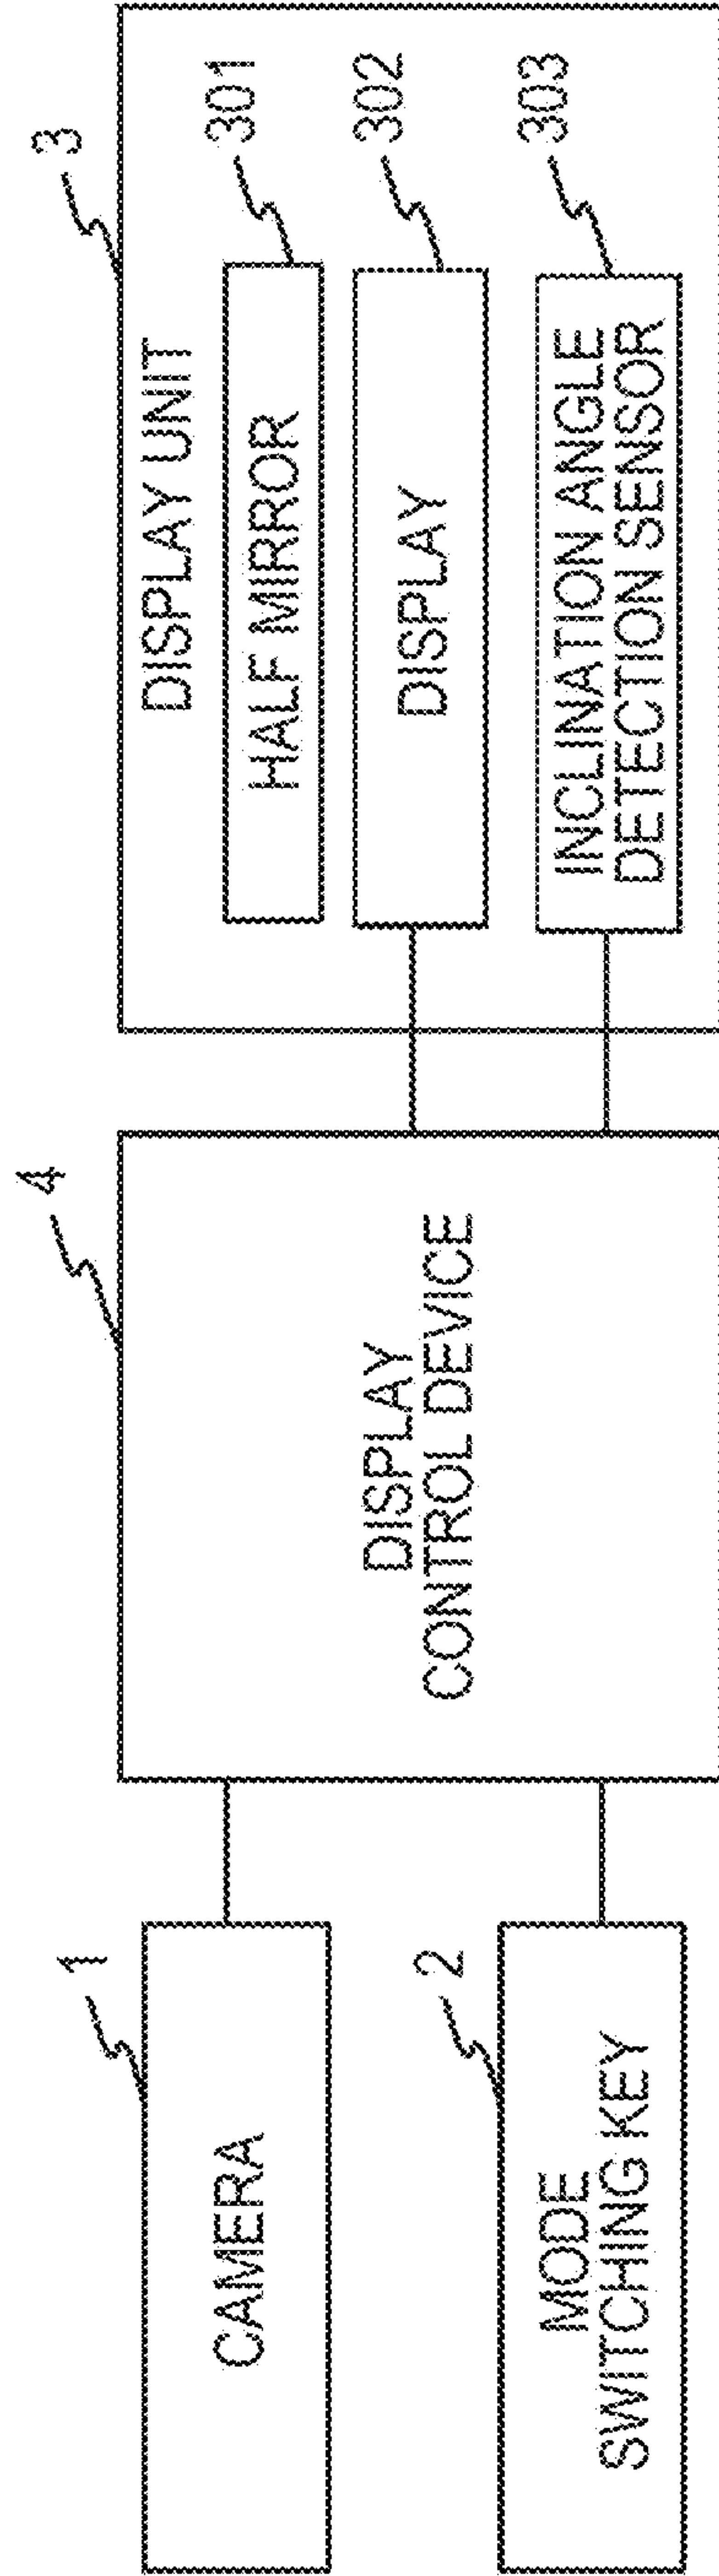 1
CAMERA
2
MODE
SWITCHING KEY
4
DISPLAY
CONTROL DEVICE
3
DISPLAY UNIT
301
HALF MIRROR
302
DISPLAY
303
INCLINATION ANGLE
DETECTION SENSOR